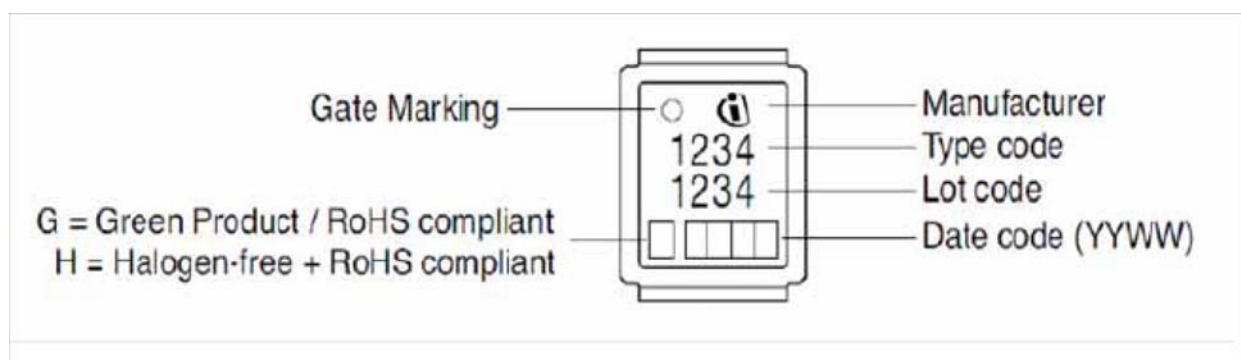 Gate Marking
Manufacturer
1234
Type code
1234
Lot code
G = Green Product / RoHS compliant
H = Halogen-free + RoHS compliant
Date code (YYWW)